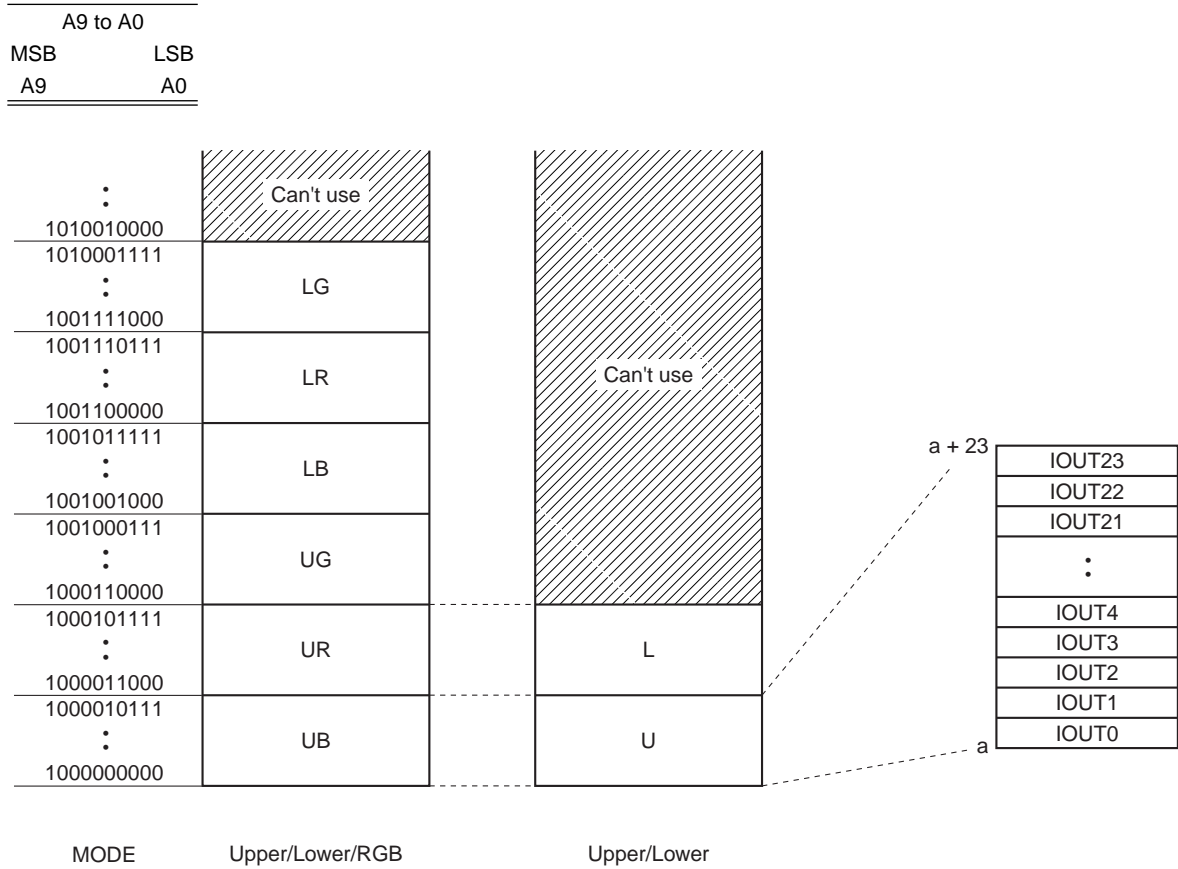 A9 to A0
MSB LSB
A9 A0
:
1010010000
1010001111
:
1001111000
1001110111
:
1001100000
1001011111
:
1001001000
1001000111
:
1000110000
1000101111
:
1000011000
1000010111
:
1000000000
MODE
Can't use
LG
LR
LB
UG
UR
UB
Upper/Lower/RGB
Can't use
L
U
Upper/Lower
a + 23
a
IOUT23
IOUT22
IOUT21
:
IOUT4
IOUT3
IOUT2
IOUT1
IOUT0